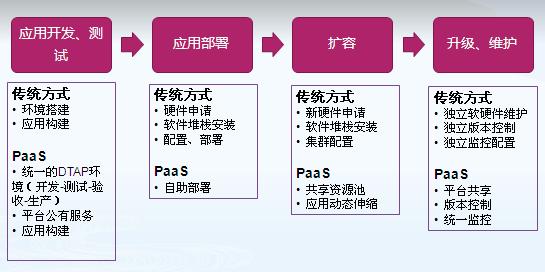 应用开发、测
试
应用部署
扩容
升级、维护
传统方式
• 环境搭建
• 应用构建
PaaS
• 统一的DTAP环
境（开发-测试-验
收-生产）
• 平台公有服务
• 应用构建
传统方式
• 硬件申请
• 软件堆栈安装
• 配置、部署
PaaS
• 自助部署
传统方式
• 新硬件申请
• 软件堆栈安装
• 集群配置
PaaS
• 共享资源池
• 应用动态伸缩
传统方式
• 独立软硬件维护
• 独立版本控制
• 独立监控配置
PaaS
• 平台共享
• 版本控制
• 统一监控